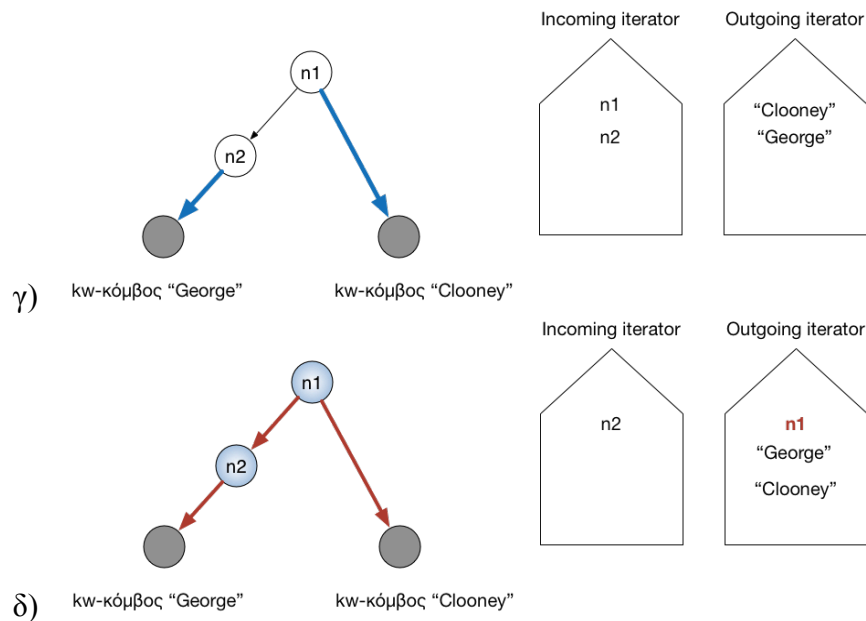 Incoming iterator
Outgoing iterator
n1
n2
n1
n2
“Clooney”
“George”
γ)
kw-κόμβος “George”
kw-κόμβος “Clooney”
Incoming iterator
Outgoing iterator
n1
n2
n2
n1
“George”
“Clooney”
δ)
kw-κόμβος “George”
kw-κόμβος “Clooney”